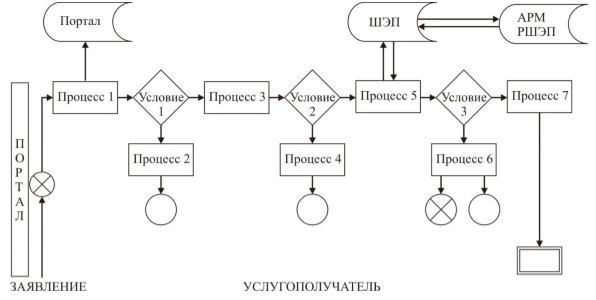 Портал
ШЭП
АРМ
РШЭП
Процесс 1
Условие
1
Процесс 3
Условие
2
Процесс 5
Условие
3
Процесс 7
Процесс 2
Процесс 4
Процесс 6
ПОРТАЛ
ЗАЯВЛЕНИЕ
УСЛУГОПОЛУЧАТЕЛЬ